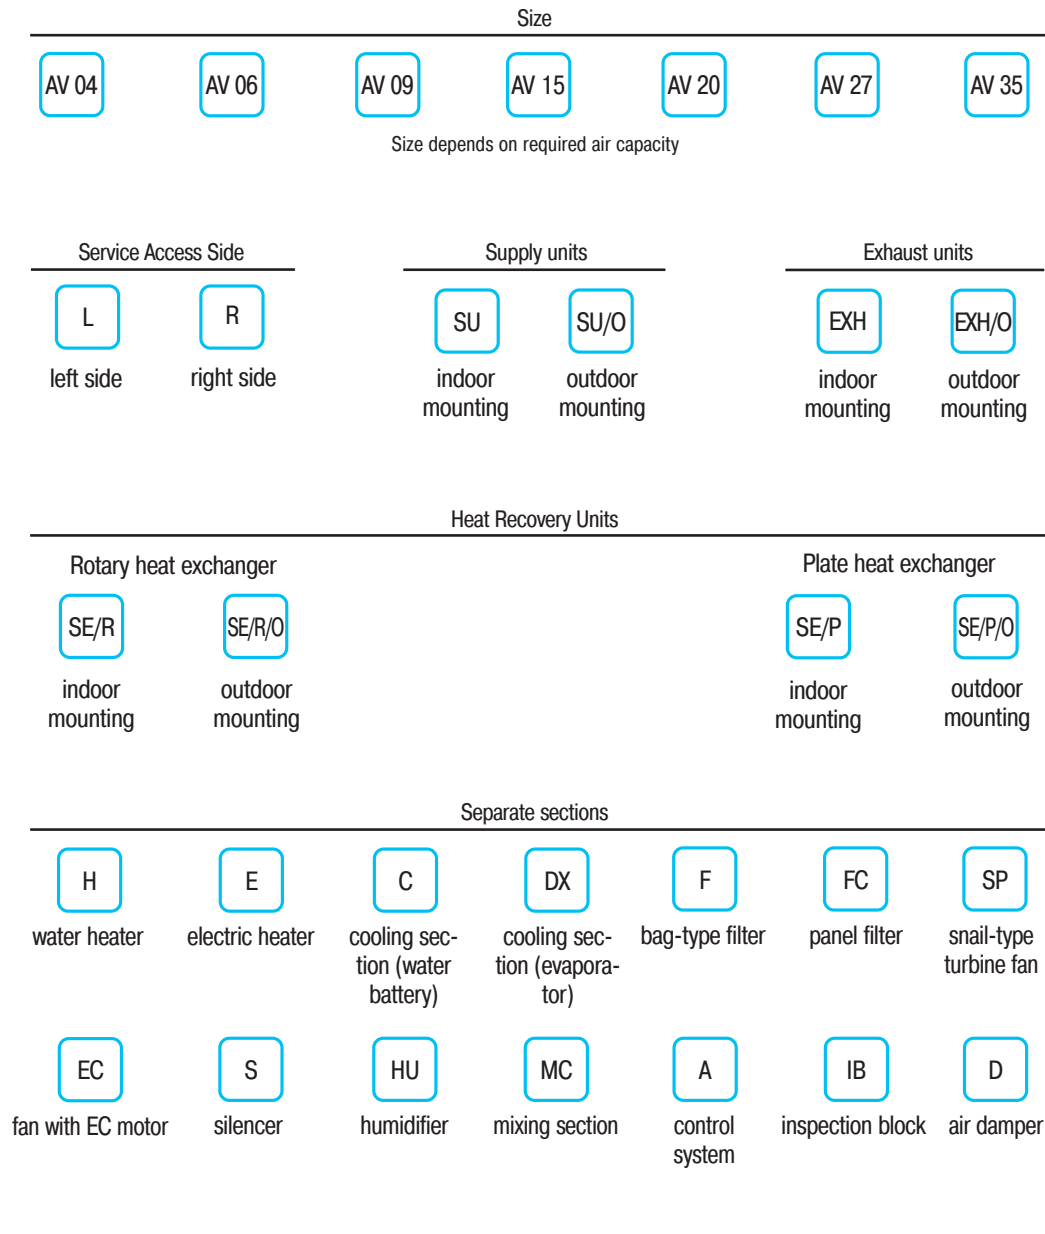 Size
AV 04 AV 06 AV 09 AV 15 AV 20 AV 27 AV 35
Size depends on required air capacity
Service Access Side Supply units Exhaust units
L R SU SU/O EXH EXH/O
left side right side indoor outdoor indoor outdoor
mounting mounting mounting mounting
Heat Recovery Units
Rotary heat exchanger Plate heat exchanger
SE/R SE/R/O SE/P SE/P/O
indoor outdoor indoor outdoor
mounting mounting mounting mounting
Separate sections
H E C DX F FC SP
water heater electric heater cooling sec- cooling sec- bag-type filter panel filter snail-type
tion (water tion (evapora- turbine fan
battery) tor)
EC S HU MC A IB D
fan with EC motor silencer humidifier mixing section control inspection block air damper
system